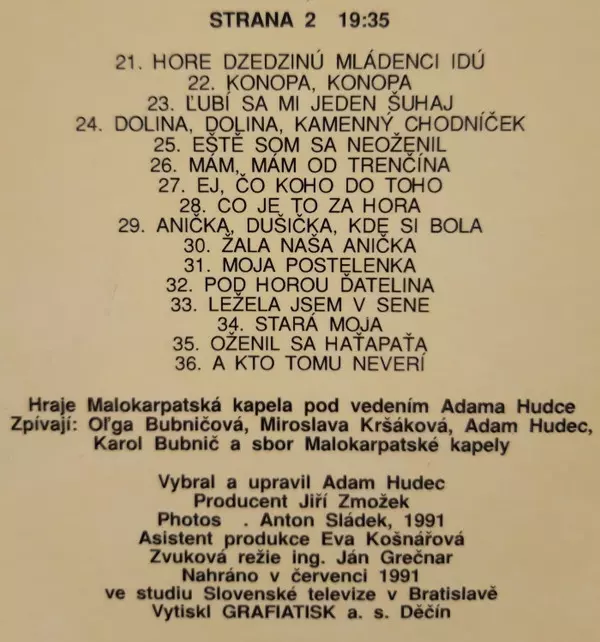 STRANA 2 19:35
21. HORE DZEDZINÚ MLÁDENCI IDÚ
22. KONOPA, KONOPA
23. ĽUBÍ SA MI JEDEN ŠUHAJ
24. DOLINA, DOLINA, KAMENNÝ CHODNÍČEK
25. EŠTĚ SOM SA NEOŽENIL
26. MÁM, MÁM OD TRENČÍNA
27. EJ, ČO KOHO DO TOHO
28. CO JE TO ZA HORA
29. ANIČKA, DUŠIČKA, KDE SI BOLA
30. ŽALA NAŠA ANIČKA
31. MOJA POSTELENKA
32. POD HOROU ĎATELINA
33. LEŽELA JSEM V SENE
34. STARÁ MOJA
35. OŽENIL SA HAŤAPAŤA
36. A KTO TOMU NEVERÍ
Hraje Malokarpatská kapela pod vedením Adama Hudce
Zpívají: Oľga Bubničová, Miroslava Kršáková, Adam Hudec,
Karol Bubnič a sbor Malokarpatské kapely
Vybral a upravil Adam Hudec
Producent Jiří Zmožek
Photos . Anton Sládek, 1991
Asistent produkce Eva Košnářová
Zvuková režie ing. Ján Grečnar
Nahráno v červenci 1991
ve studiu Slovenské televize v Bratislavě
Vytiskl GRAFIATISK a. s. Děčín